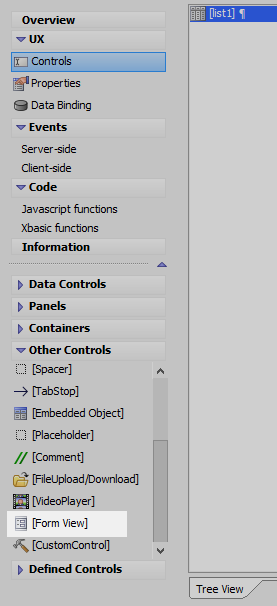 Overview
UX
Controls
Properties
Data Binding
Events
Server-side
Client-side
Code
Javascript functions
Xbasic functions
Information
Data Controls
Panels
Containers
Other Controls
[Spacer]
[TabStop]
[Embedded Object]
[Placeholder]
[Comment]
[FileUpload/Download]
[VideoPlayer]
[Form View]
[CustomControl]
Defined Controls
[list1] ¶
Tree View